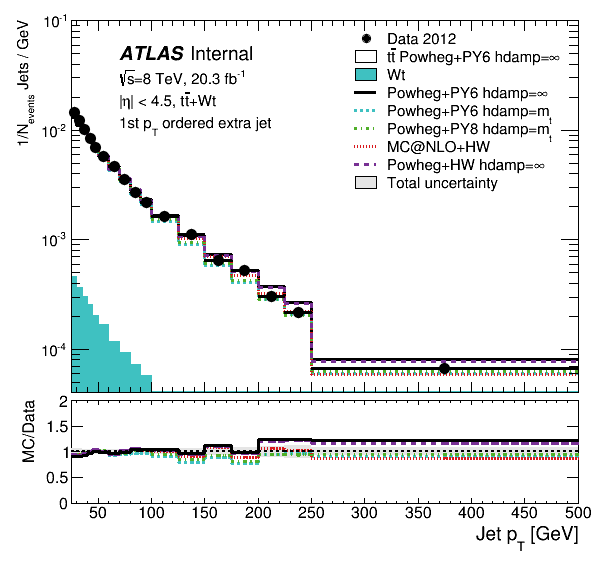 10⁻¹
10⁻²
10⁻³
10⁻⁴
1/N_events Jets / GeV
ATLAS Internal
√s=8 TeV, 20.3 fb⁻¹
|η| < 4.5, tt̄+Wt
1st p_T ordered extra jet
Data 2012
tt̄ Powheg+PY6 hdamp=∞
Wt
Powheg+PY6 hdamp=∞
Powheg+PY6 hdamp=m_t
Powheg+PY8 hdamp=m_t
MC@NLO+HW
Powheg+HW hdamp=∞
Total uncertainty
MC/Data
2
1.5
1
0.5
0
50 100 150 200 250 300 350 400 450 500
Jet p_T [GeV]